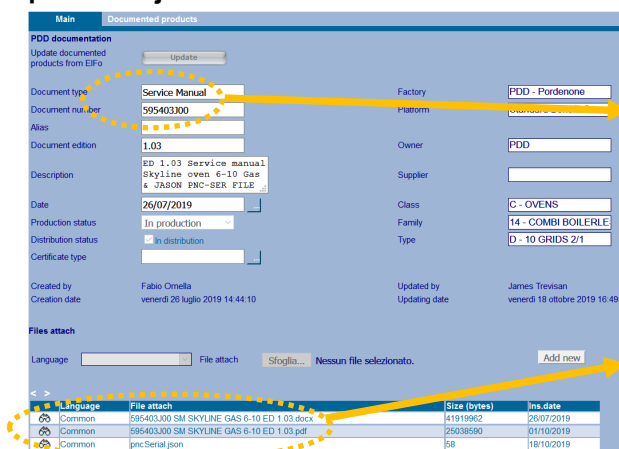 Main Documented products
PDD documentation
Update documented products from EIFo Update
Document type Service Manual Factory PDD - Pordenone
Document number 595403J00 Platform
Alias
Document edition 1.03 Owner PDD
Description ED 1.03 Service manual Skyline oven 6-10 Gas & JASON PNC-SER FILE Supplier
Date 26/07/2019 ... Class C - OVENS
Production status In production Family 14 - COMBI BOILERLE
Distribution status In distribution Type D - 10 GRIDS 2/1
Certificate type ...
Created by Fabio Ornella Updated by James Trevisan
Creation date venerdì 26 luglio 2019 14:44:10 Updating date venerdì 18 ottobre 2019 16:49
Files attach
Language File attach Sfoglia... Nessun file selezionato. Add new
< >
Language File attach Size (bytes) Ins.date
Common 595403J00 SM SKYLINE GAS 6-10 ED 1.03.docx 41919962 26/07/2019
Common 595403J00 SM SKYLINE GAS 6-10 ED 1.03.pdf 25038590 01/10/2019
Common pncSerial.json 58 18/10/2019